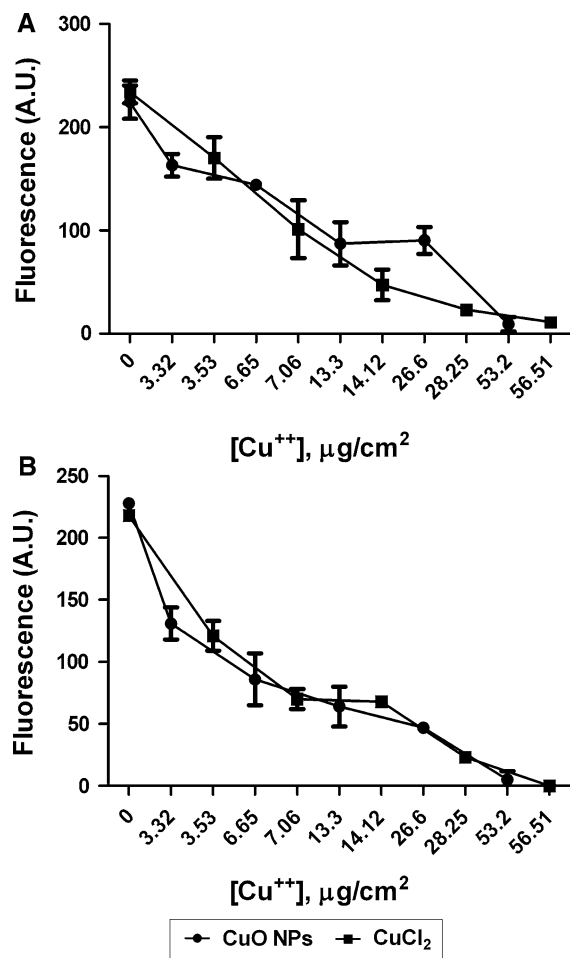 A
300
200
100
0
Fluorescence (A.U.)
0 3.32 3.53 6.65 7.06 13.3 14.12 26.6 28.25 53.2 56.51
[Cu⁺⁺], μg/cm²
B
250
200
150
100
50
0
Fluorescence (A.U.)
0 3.32 3.53 6.65 7.06 13.3 14.12 26.6 28.25 53.2 56.51
[Cu⁺⁺], μg/cm²
CuO NPs CuCl₂